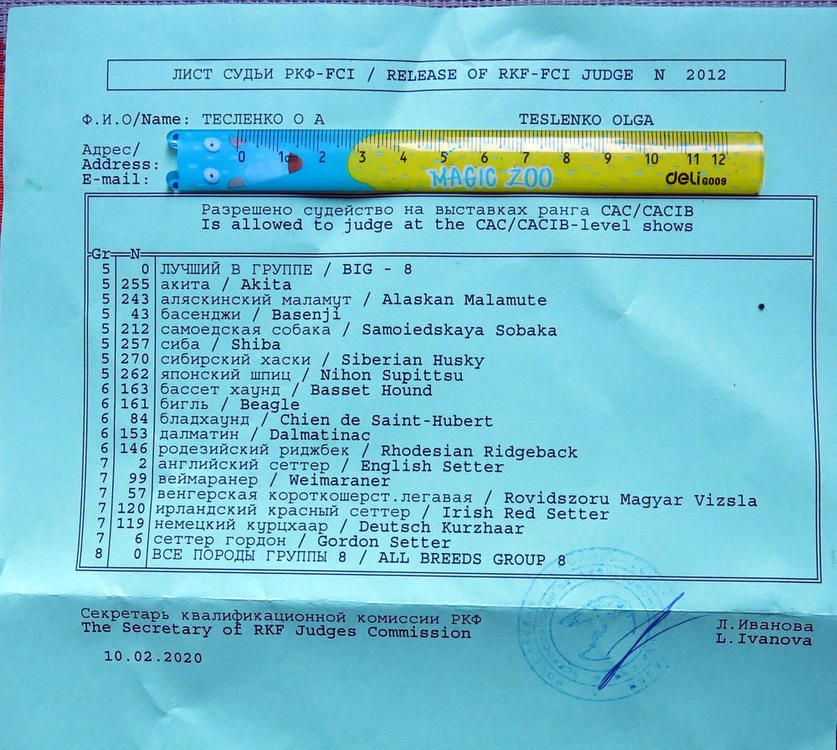 ЛИСТ СУДЬИ РКФ-FCI / RELEASE OF RKF-FCI JUDGE N 2012
Ф.И.О/Name: ТЕСЛЕНКО О А TESLENKO OLGA
Адрес/
Address:
E-mail:
0 1cm 2 3 4 5 6 7 8 9 10 11 12
MAGIC ZOO deli G009
Разрешено судейство на выставках ранга CAC/CACIB
Is allowed to judge at the CAC/CACIB-level shows
Gr N
5 0 ЛУЧШИЙ В ГРУППЕ / BIG - 8
5 255 акита / Akita
5 243 аляскинский маламут / Alaskan Malamute
5 43 басенджи / Basenji
5 212 самоедская собака / Samoiedskaya Sobaka
5 257 сиба / Shiba
5 270 сибирский хаски / Siberian Husky
5 262 японский шпиц / Nihon Supittsu
6 163 бассет хаунд / Basset Hound
6 161 бигль / Beagle
6 84 бладхаунд / Chien de Saint-Hubert
6 153 далматин / Dalmatinac
6 146 родезийский риджбек / Rhodesian Ridgeback
7 2 английский сеттер / English Setter
7 99 веймаранер / Weimaraner
7 57 венгерская короткошерст.легавая / Rovidszoru Magyar Vizsla
7 120 ирландский красный сеттер / Irish Red Setter
7 119 немецкий курцхаар / Deutsch Kurzhaar
7 6 сеттер гордон / Gordon Setter
8 0 ВСЕ ПОРОДЫ ГРУППЫ 8 / ALL BREEDS GROUP 8
Секретарь квалификационной комиссии РКФ
The Secretary of RKF Judges Commission
Л.Иванова
L.Ivanova
10.02.2020